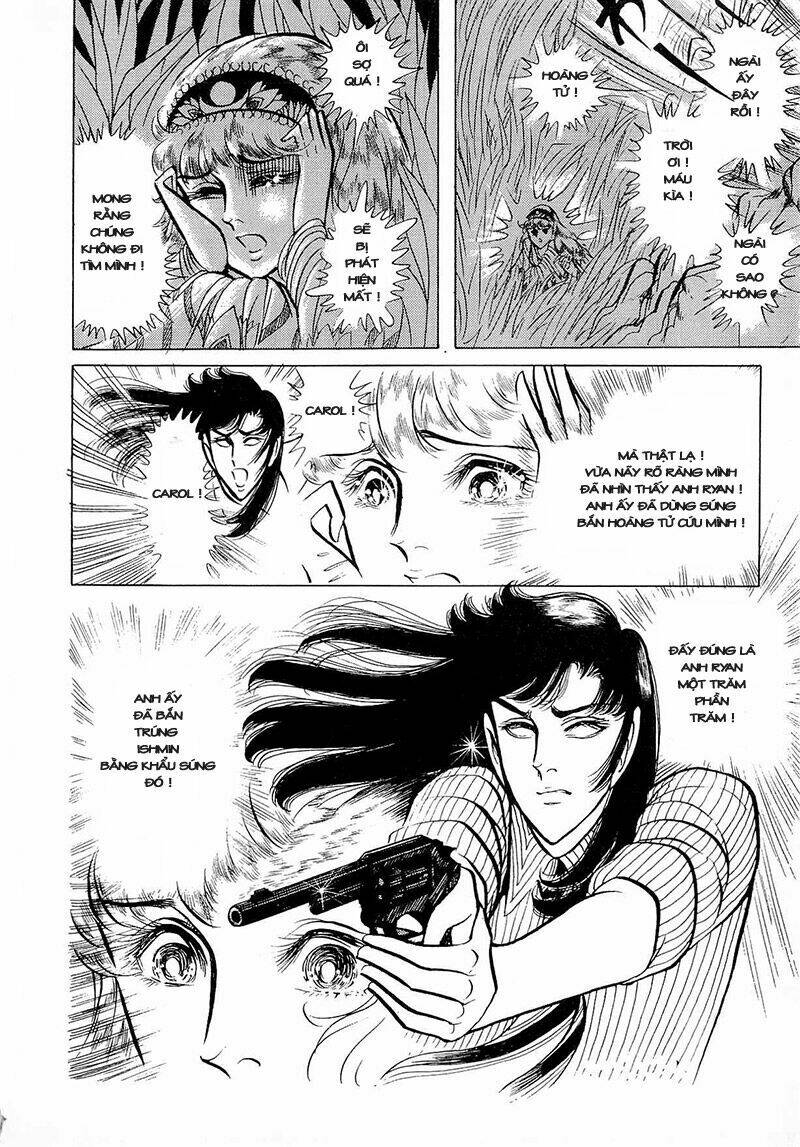 NGÀI
ẤY
ĐÂY
RỒI !
HOÀNG
TỬ !
TRỜI
ƠI !
MÁU
KÌA !
NGÀI
CÓ
SAO
KHÔNG ?
ÔI
SỢ
QUÁ !
SẼ
BỊ
PHÁT
HIỆN
MẤT !
MONG
RẰNG
CHÚNG
KHÔNG ĐI
TÌM MÌNH !
CAROL !
CAROL !
MÀ THẬT LẠ !
VỪA NÃY RÕ RÀNG MÌNH
ĐÃ NHÌN THẤY ANH RYAN !
ANH ẤY ĐÃ DÙNG SÚNG
BẮN HOÀNG TỬ CỨU MÌNH !
ĐẤY ĐÚNG LÀ
ANH RYAN
MỘT TRĂM
PHẦN
TRĂM !
ANH ẤY
ĐÃ BẮN
TRÚNG
ISHMIN
BẰNG KHẨU SÚNG
ĐÓ !